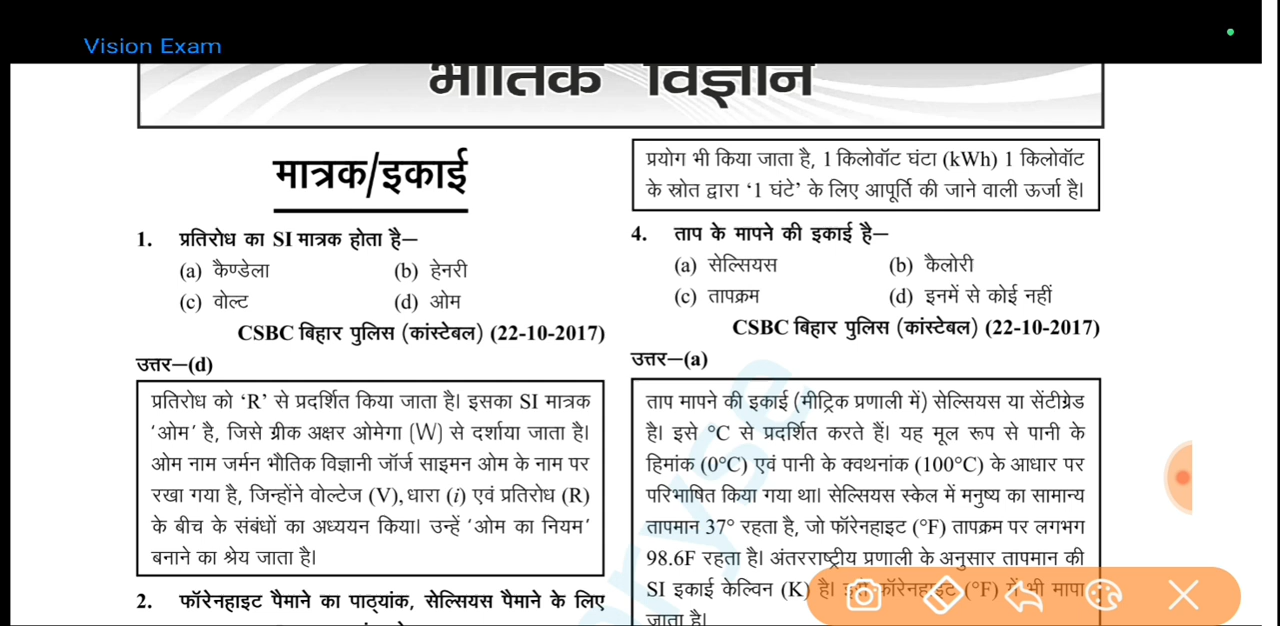 Vision Exam
भौतिक विज्ञान
मात्रक/इकाई
1. प्रतिरोध का SI मात्रक होता है—
(a) कैण्डेला (b) हेनरी
(c) वोल्ट (d) ओम
CSBC बिहार पुलिस (कांस्टेबल) (22-10-2017)
उत्तर—(d)
प्रतिरोध को ‘R’ से प्रदर्शित किया जाता है। इसका SI मात्रक
‘ओम’ है, जिसे ग्रीक अक्षर ओमेगा (W) से दर्शाया जाता है।
ओम नाम जर्मन भौतिक विज्ञानी जॉर्ज साइमन ओम के नाम पर
रखा गया है, जिन्होंने वोल्टेज (V), धारा (i) एवं प्रतिरोध (R)
के बीच के संबंधों का अध्ययन किया। उन्हें ‘ओम का नियम’
बनाने का श्रेय जाता है।
2. फॉरेनहाइट पैमाने का पाठ्यांक, सेल्सियस पैमाने के लिए
प्रयोग भी किया जाता है, 1 किलोवॉट घंटा (kWh) 1 किलोवॉट
के स्रोत द्वारा ‘1 घंटे’ के लिए आपूर्ति की जाने वाली ऊर्जा है।
4. ताप के मापने की इकाई है—
(a) सेल्सियस (b) कैलोरी
(c) तापक्रम (d) इनमें से कोई नहीं
CSBC बिहार पुलिस (कांस्टेबल) (22-10-2017)
उत्तर—(a)
ताप मापने की इकाई (मीट्रिक प्रणाली में) सेल्सियस या सेंटीग्रेड
है। इसे °C से प्रदर्शित करते हैं। यह मूल रूप से पानी के
हिमांक (0°C) एवं पानी के क्वथनांक (100°C) के आधार पर
परिभाषित किया गया था। सेल्सियस स्केल में मनुष्य का सामान्य
तापमान 37° रहता है, जो फॉरेनहाइट (°F) तापक्रम पर लगभग
98.6F रहता है। अंतरराष्ट्रीय प्रणाली के अनुसार तापमान की
SI इकाई केल्विन (K) है। इसे फॉरेनहाइट (°F) में भी मापा
जाता है।